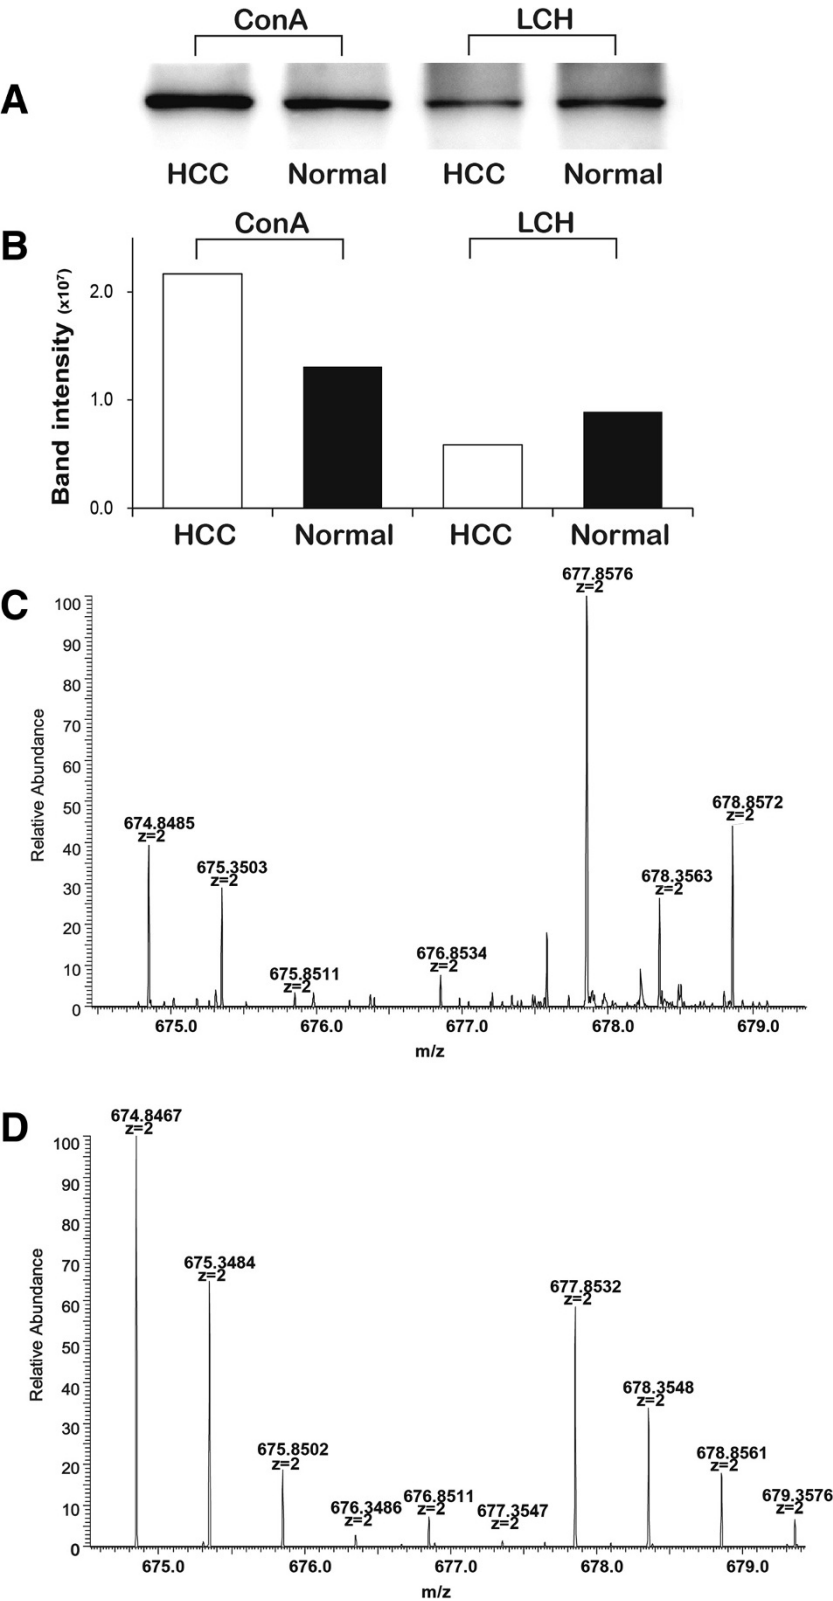 ConA LCH
A
HCC Normal HCC Normal
B
ConA LCH
Band intensity (x10⁷)
2.0
1.0
0.0
HCC Normal HCC Normal
C
677.8576
z=2
678.8572
z=2
674.8485
z=2
675.3503
z=2
678.3563
z=2
676.8534
z=2
675.8511
z=2
Relative Abundance
100
90
80
70
60
50
40
30
20
10
0
675.0 676.0 677.0 678.0 679.0
m/z
D
674.8467
z=2
675.3484
z=2
677.8532
z=2
678.3548
z=2
675.8502
z=2
678.8561
z=2
676.3486
z=2
676.8511
z=2
677.3547
z=2
679.3576
z=2
Relative Abundance
100
90
80
70
60
50
40
30
20
10
0
675.0 676.0 677.0 678.0 679.0
m/z